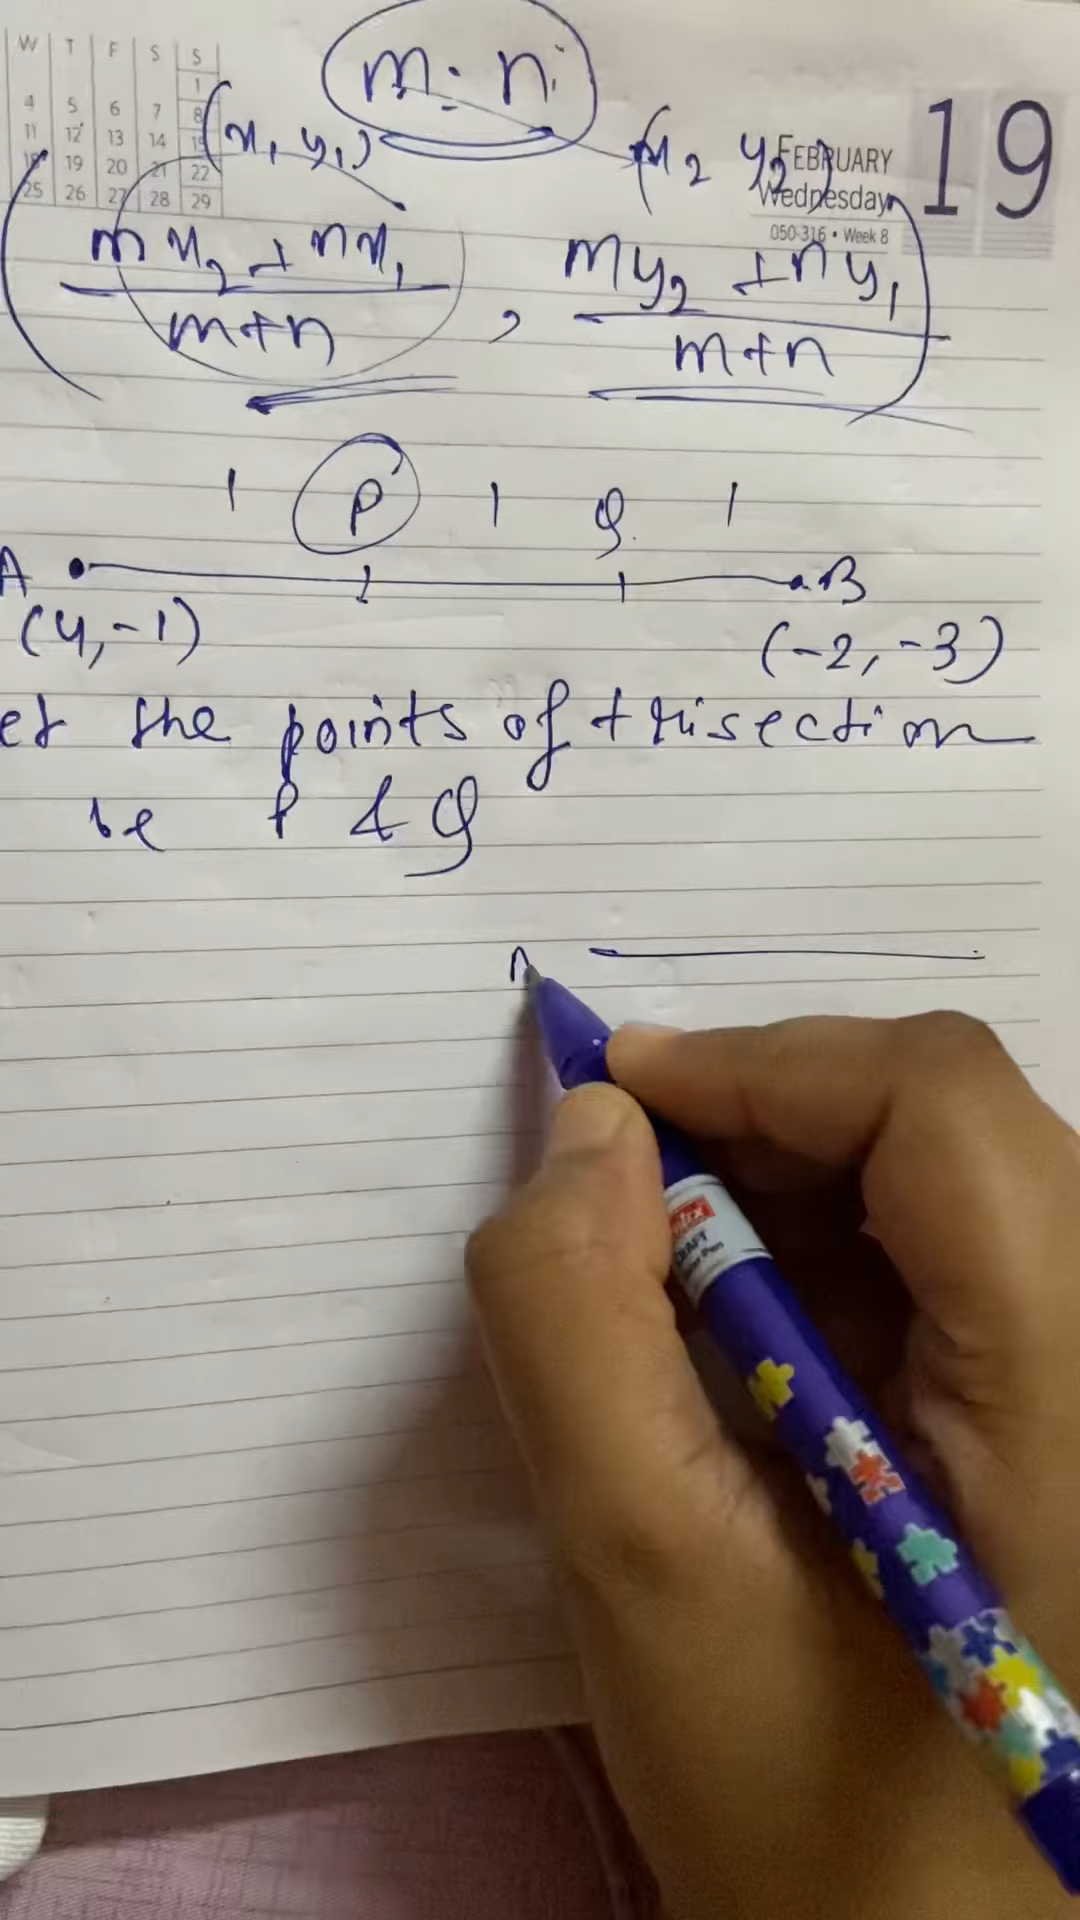 W T F S S
1
4 5 6 7 8
11 12 13 14 15
18 19 20 21 22
25 26 27 28 29
m : n
(x₁ y₁) (x₂ y₂)
FEBRUARY 19
Wednesday
050-316 • Week 8
mx₂ + nx₁ , my₂ + ny₁
m+n m+n
1 P 1 Q 1
A B
(4,-1) (-2,-3)
et the points of trisection
be P & Q